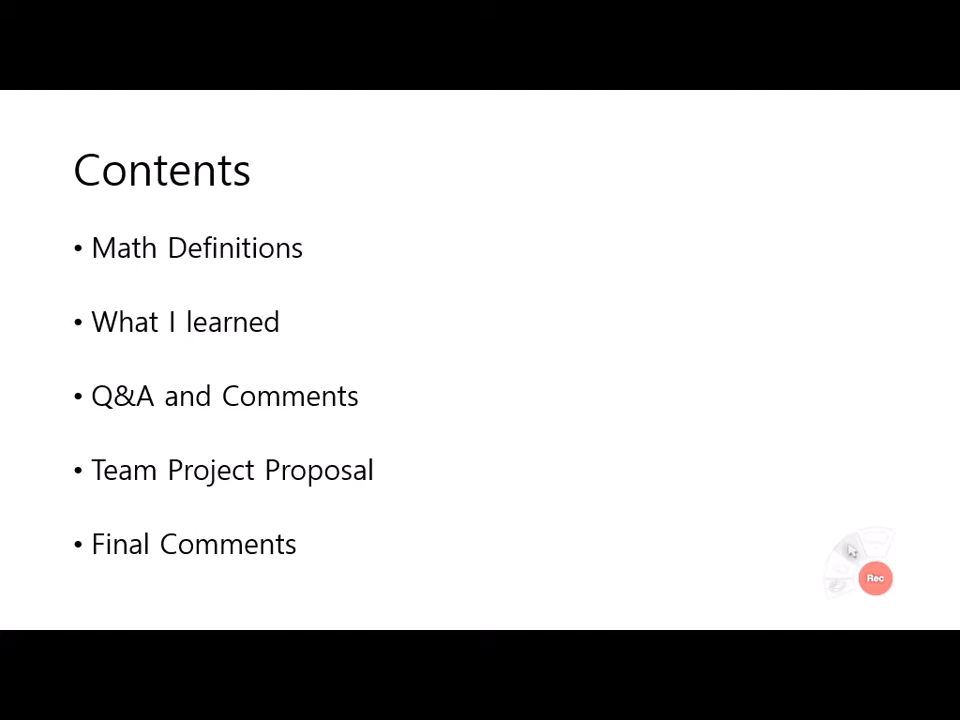 Contents
• Math Definitions
• What I learned
• Q&A and Comments
• Team Project Proposal
• Final Comments
Rec